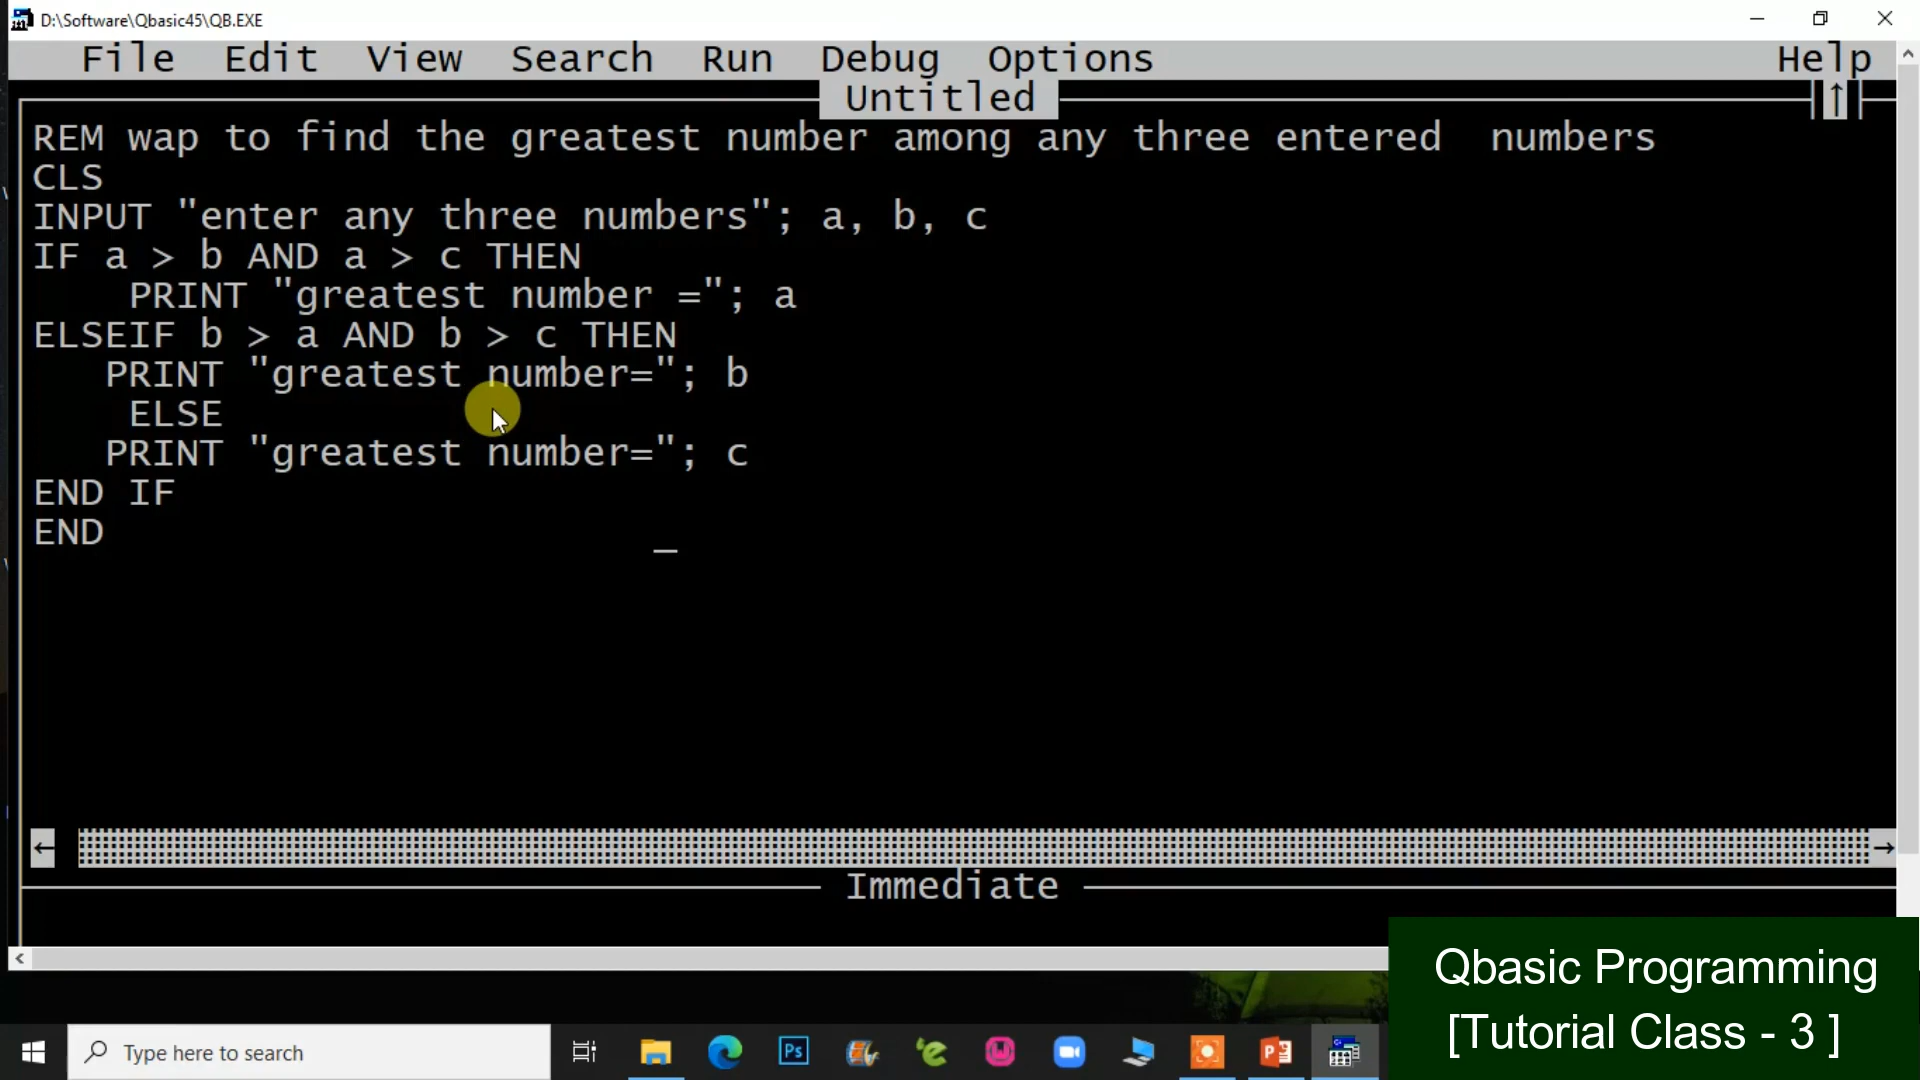 D:\Software\Qbasic45\QB.EXE
File Edit View Search Run Debug Options Help
Untitled
REM wap to find the greatest number among any three entered  numbers
CLS
INPUT "enter any three numbers"; a, b, c
IF a > b AND a > c THEN
    PRINT "greatest number ="; a
ELSEIF b > a AND b > c THEN
   PRINT "greatest number="; b
    ELSE
   PRINT "greatest number="; c
END IF
END
Immediate
Qbasic Programming
[Tutorial Class - 3 ]
Type here to search
Ps